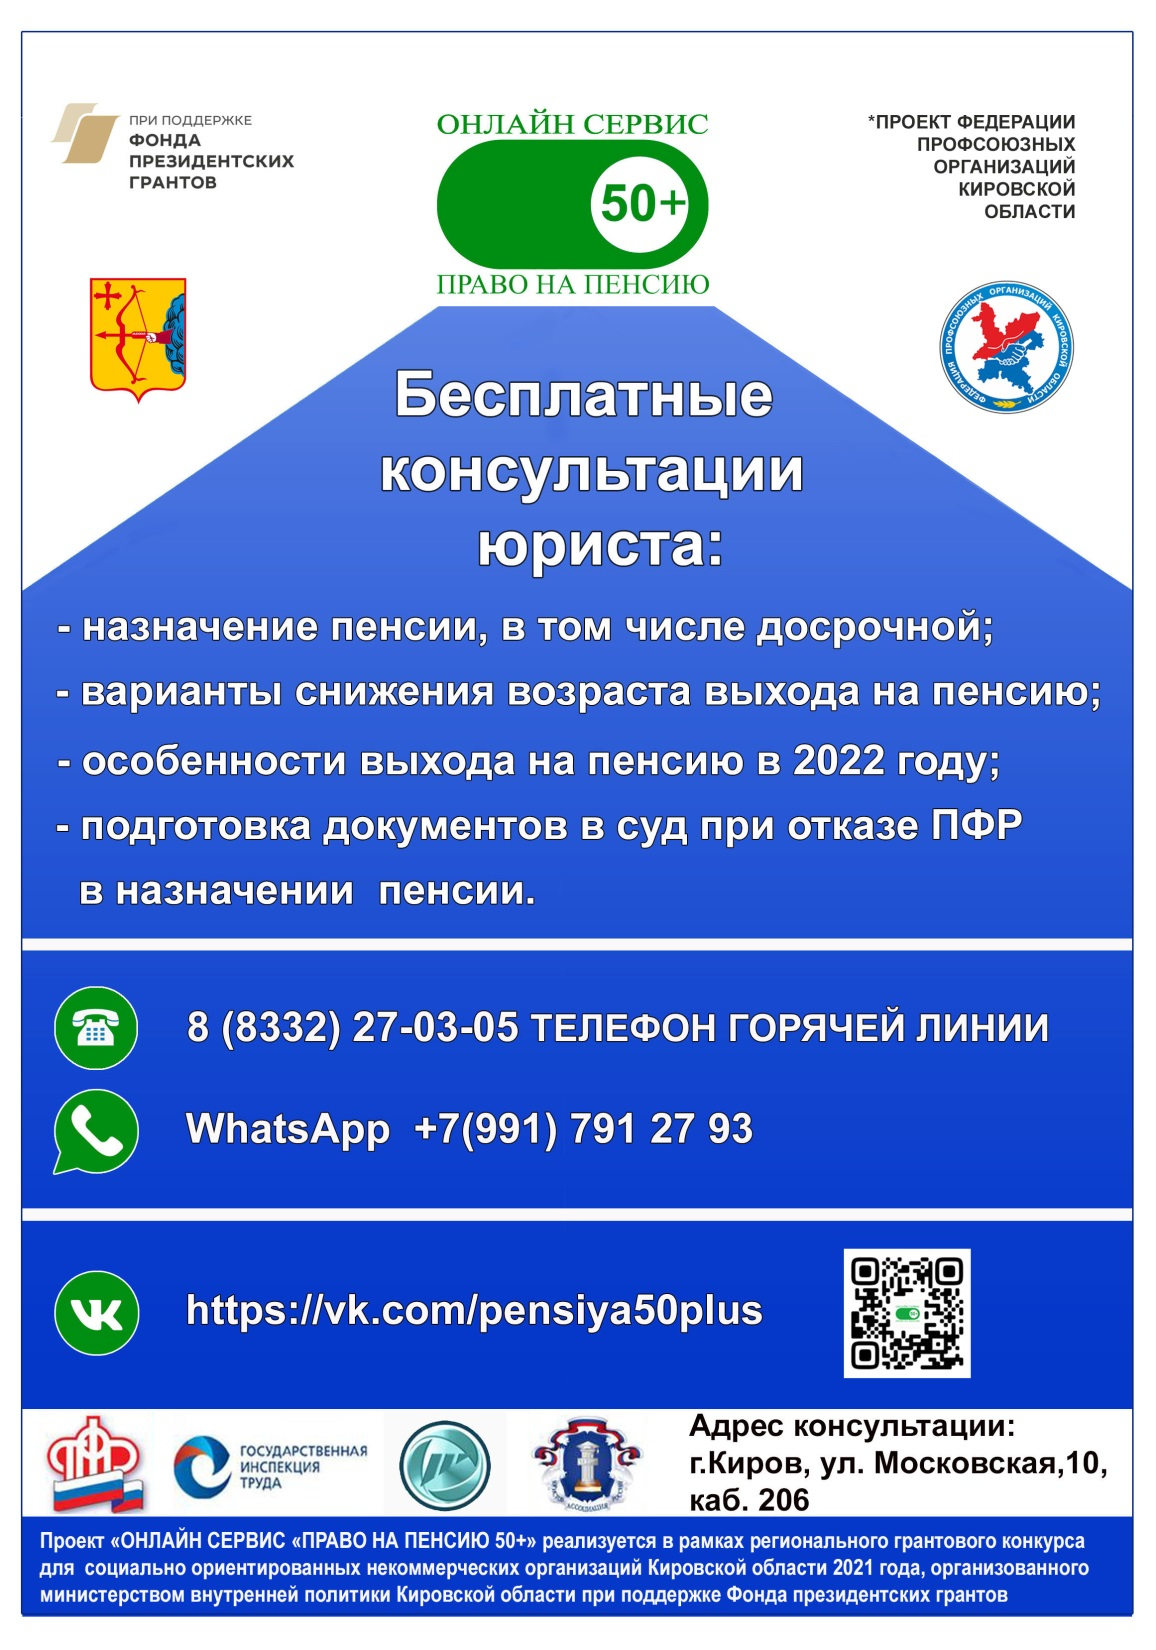 ПРИ ПОДДЕРЖКЕ
ФОНДА
ПРЕЗИДЕНТСКИХ
ГРАНТОВ
ОНЛАЙН СЕРВИС
50+
ПРАВО НА ПЕНСИЮ
*ПРОЕКТ ФЕДЕРАЦИИ
ПРОФСОЮЗНЫХ
ОРГАНИЗАЦИЙ
КИРОВСКОЙ
ОБЛАСТИ
ФЕДЕРАЦИЯ ПРОФСОЮЗНЫХ ОРГАНИЗАЦИЙ КИРОВСКОЙ ОБЛАСТИ
Бесплатные
консультации
юриста:
- назначение пенсии, в том числе досрочной;
- варианты снижения возраста выхода на пенсию;
- особенности выхода на пенсию в 2022 году;
- подготовка документов в суд при отказе ПФР
в назначении пенсии.
8 (8332) 27-03-05 ТЕЛЕФОН ГОРЯЧЕЙ ЛИНИИ
WhatsApp +7(991) 791 27 93
https://vk.com/pensiya50plus
ГОСУДАРСТВЕННАЯ
ИНСПЕКЦИЯ
ТРУДА
Адрес консультации:
г.Киров, ул. Московская,10,
каб. 206
Проект «ОНЛАЙН СЕРВИС «ПРАВО НА ПЕНСИЮ 50+» реализуется в рамках регионального грантового конкурса
для социально ориентированных некоммерческих организаций Кировской области 2021 года, организованного
министерством внутренней политики Кировской области при поддержке Фонда президентских грантов